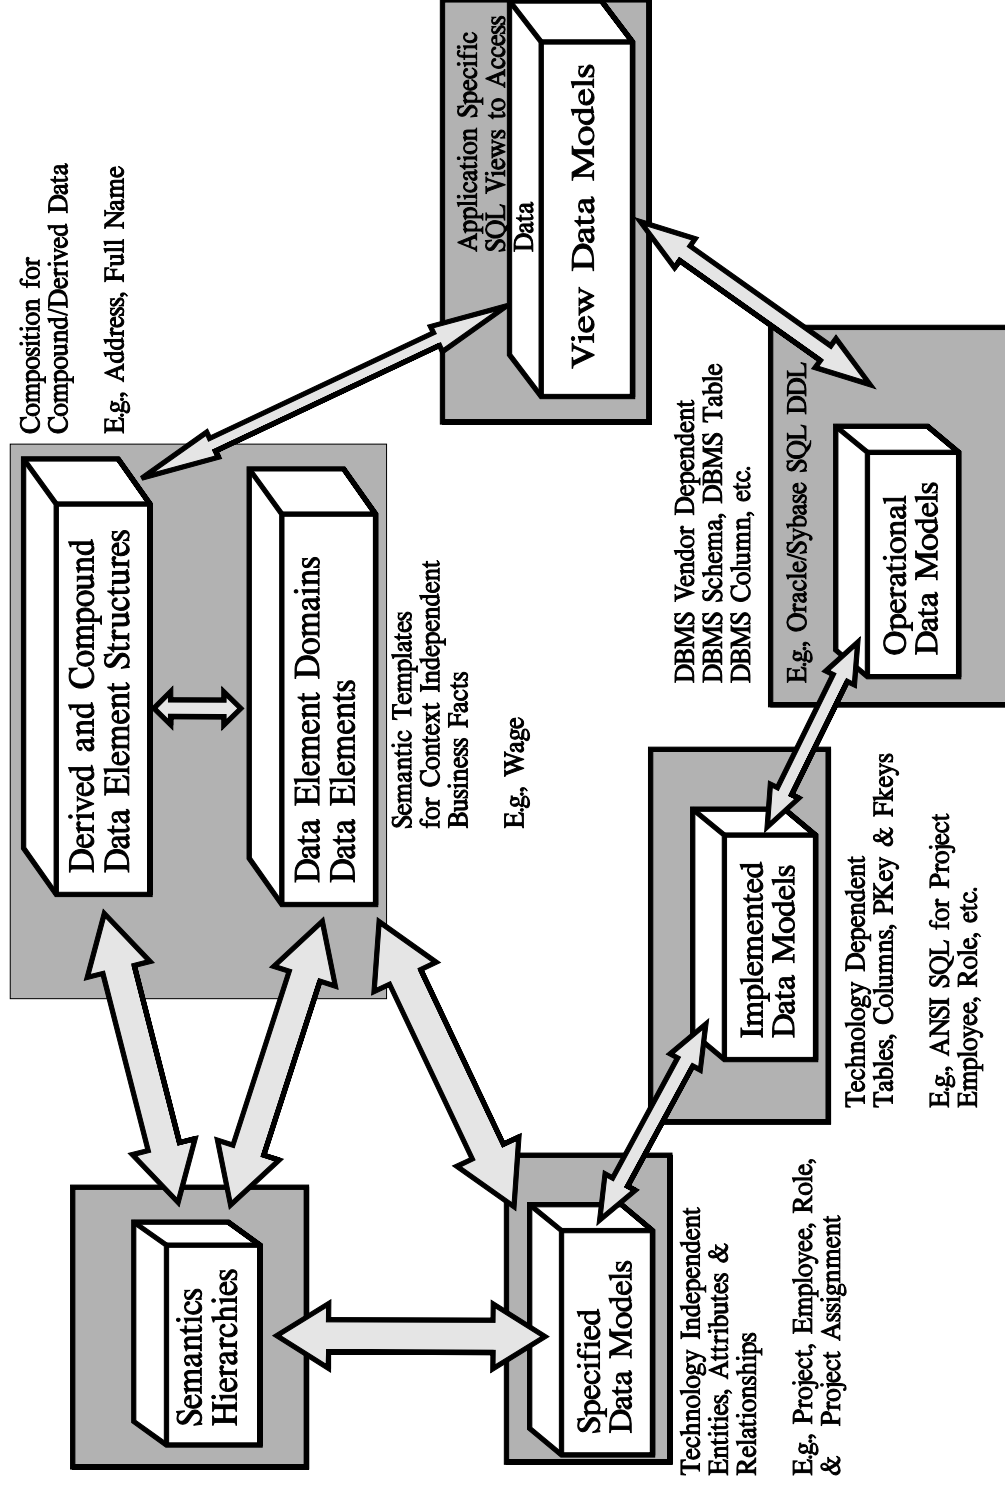 Semantics
Hierarchies
Derived and Compound
Data Element Structures
Composition for
Compound/Derived Data
E.g., Address, Full Name
Data Element Domains
Data Elements
Semantic Templates
for Context Independent
Business Facts
E.g., Wage
Application Specific
SQL Views to Access
Data
View Data Models
Specified
Data Models
Technology Independent
Entities, Attributes &
Relationships
E.g., Project, Employee, Role,
& Project Assignment
Implemented
Data Models
Technology Dependent
Tables, Columns, PKey & Fkeys
E.g., ANSI SQL for Project
Employee, Role, etc.
DBMS Vendor Dependent
DBMS Schema, DBMS Table
DBMS Column, etc.
E.g., Oracle/Sybase SQL DDL
Operational
Data Models